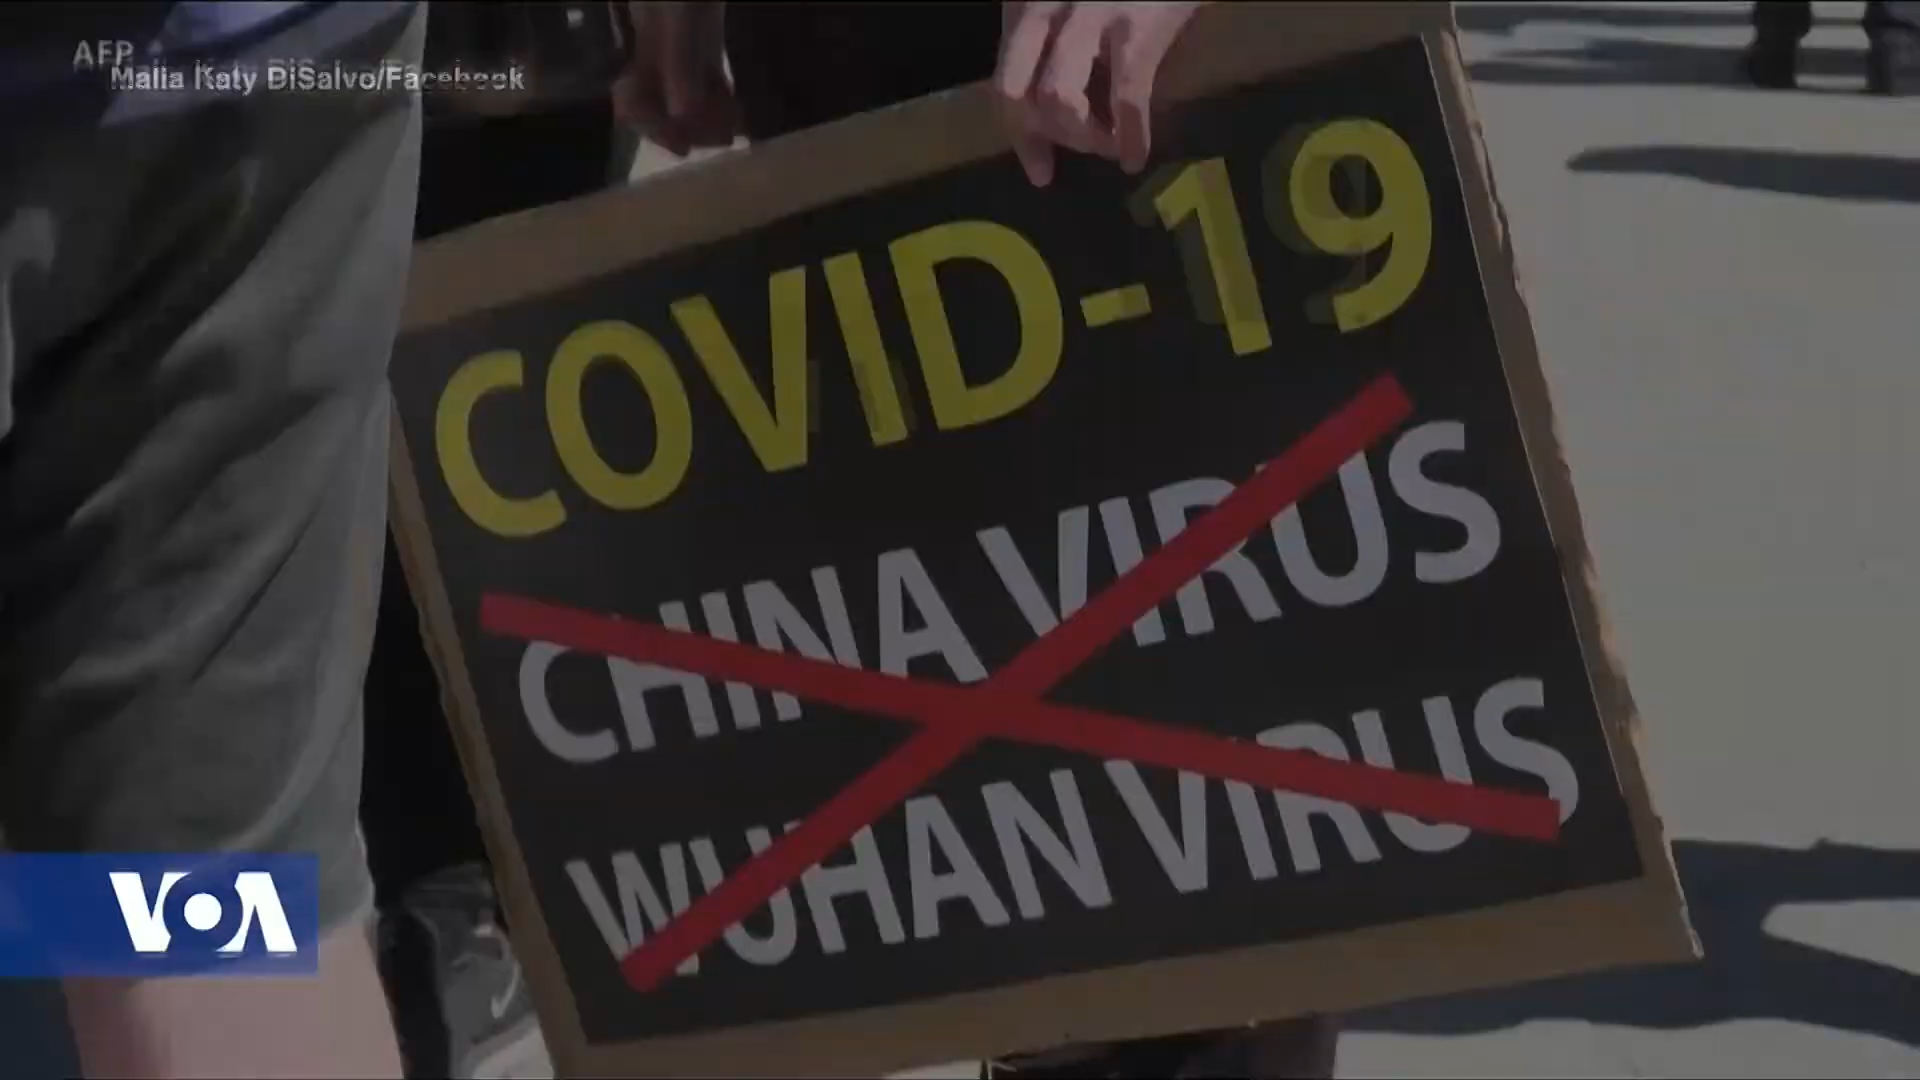 AFP
Malia Katy DiSalvo/Facebook
COVID-19
CHINA VIRUS
WUHAN VIRUS
VOA